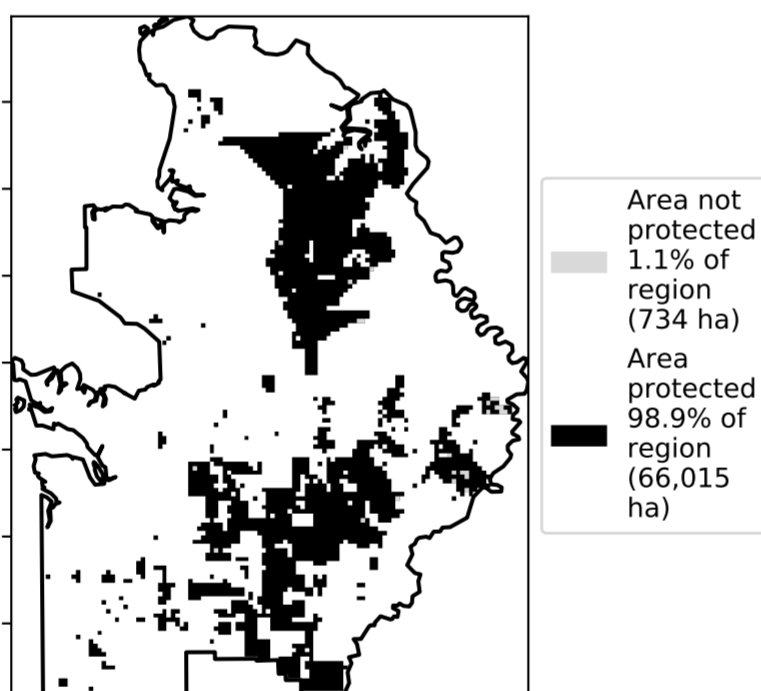 Area not
protected
1.1% of
region
(734 ha)
Area
protected
98.9% of
region
(66,015
ha)